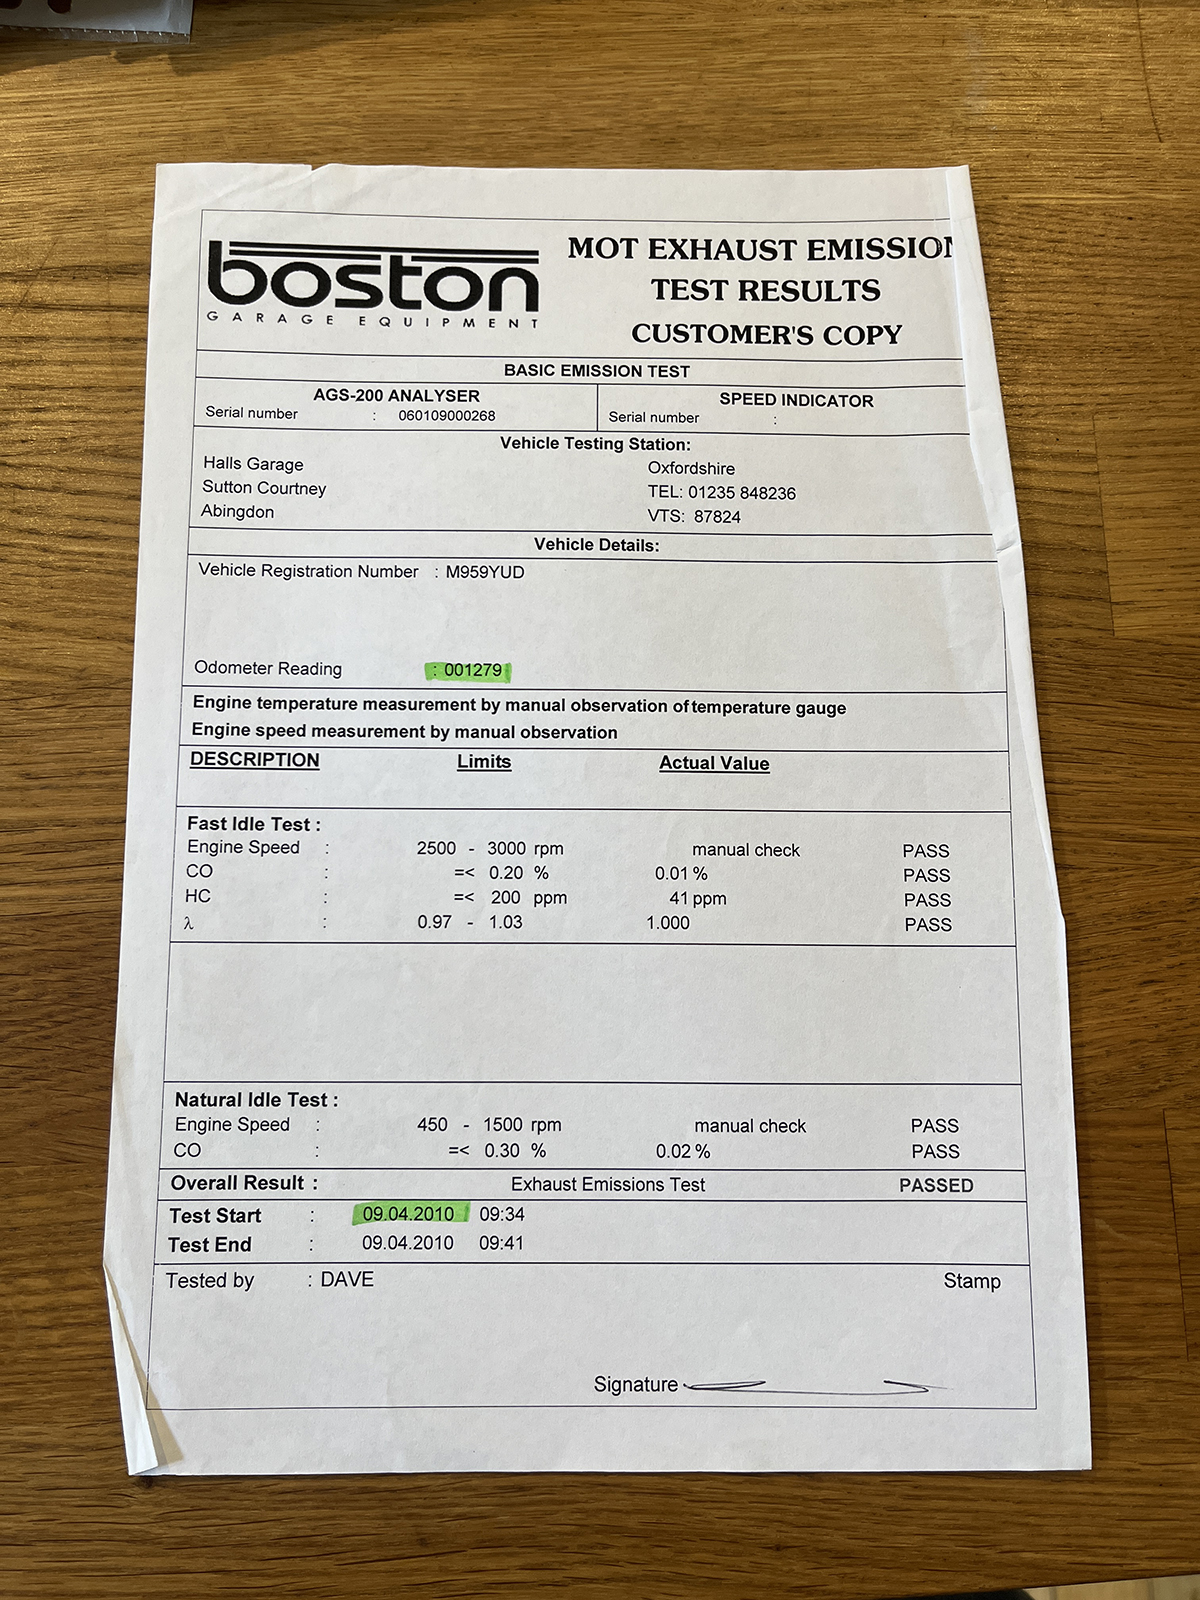 boston
GARAGE EQUIPMENT
MOT EXHAUST EMISSION
TEST RESULTS
CUSTOMER'S COPY
BASIC EMISSION TEST
AGS-200 ANALYSER
Serial number : 060109000268
SPEED INDICATOR
Serial number :
Vehicle Testing Station:
Halls Garage Oxfordshire
Sutton Courtney TEL: 01235 848236
Abingdon VTS: 87824
Vehicle Details:
Vehicle Registration Number : M959YUD
Odometer Reading : 001279
Engine temperature measurement by manual observation of temperature gauge
Engine speed measurement by manual observation
DESCRIPTION Limits Actual Value
Fast Idle Test :
Engine Speed : 2500 - 3000 rpm manual check PASS
CO : =< 0.20 % 0.01 % PASS
HC : =< 200 ppm 41 ppm PASS
λ : 0.97 - 1.03 1.000 PASS
Natural Idle Test :
Engine Speed : 450 - 1500 rpm manual check PASS
CO : =< 0.30 % 0.02 % PASS
Overall Result : Exhaust Emissions Test PASSED
Test Start : 09.04.2010 09:34
Test End : 09.04.2010 09:41
Tested by : DAVE Stamp
Signature